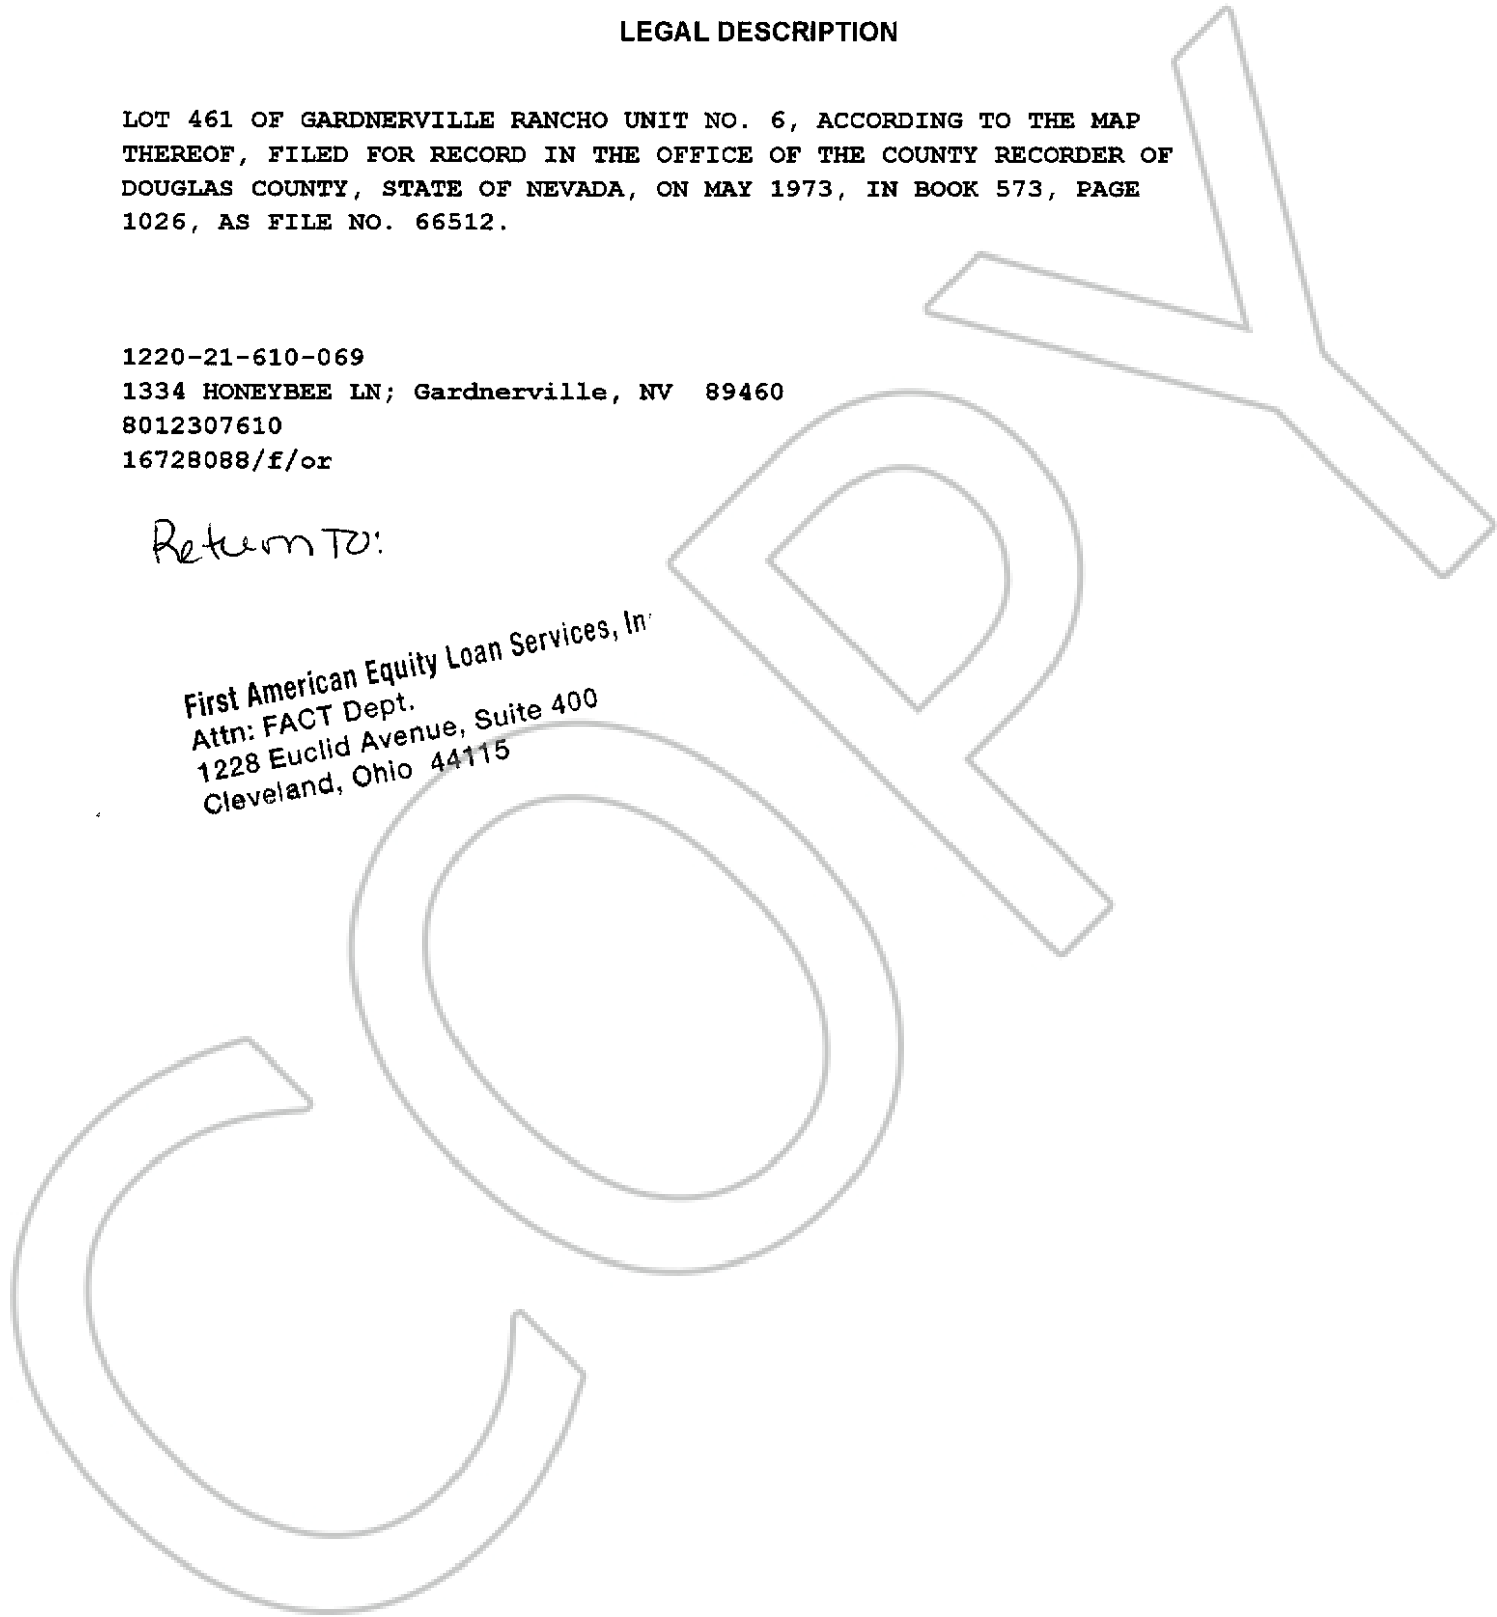 LEGAL DESCRIPTION
LOT 461 OF GARDNERVILLE RANCHO UNIT NO. 6, ACCORDING TO THE MAP
THEREOF, FILED FOR RECORD IN THE OFFICE OF THE COUNTY RECORDER OF
DOUGLAS COUNTY, STATE OF NEVADA, ON MAY 1973, IN BOOK 573, PAGE
1026, AS FILE NO. 66512.
1220-21-610-069
1334 HONEYBEE LN; Gardnerville, NV 89460
8012307610
16728088/f/or
Return TO:
First American Equity Loan Services, In
Attn: FACT Dept.
1228 Euclid Avenue, Suite 400
Cleveland, Ohio 44115
COPY